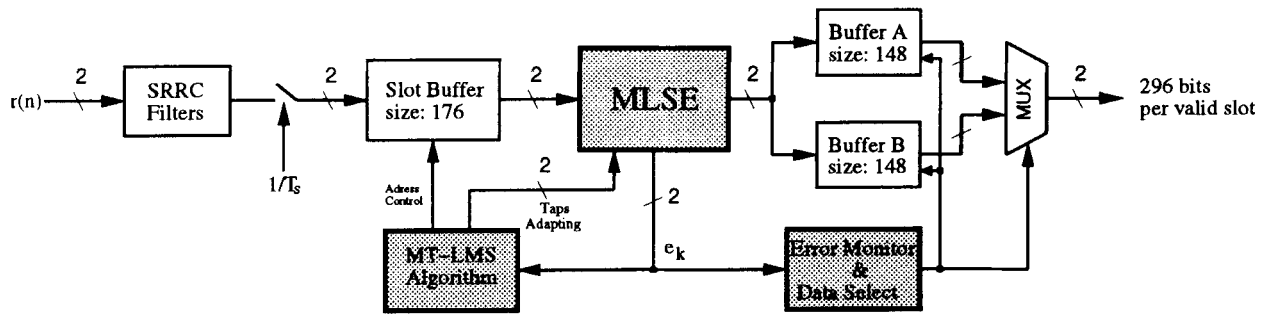 r(n)
2
SRRC
Filters
1/Ts
2
Slot Buffer
size: 176
2
MLSE
2
Buffer A
size: 148
Buffer B
size: 148
MUX
2
296 bits
per valid slot
Adress
Control
2
Taps
Adapting
2
MT-LMS
Algorithm
ek
Error Monitor
&
Data Select